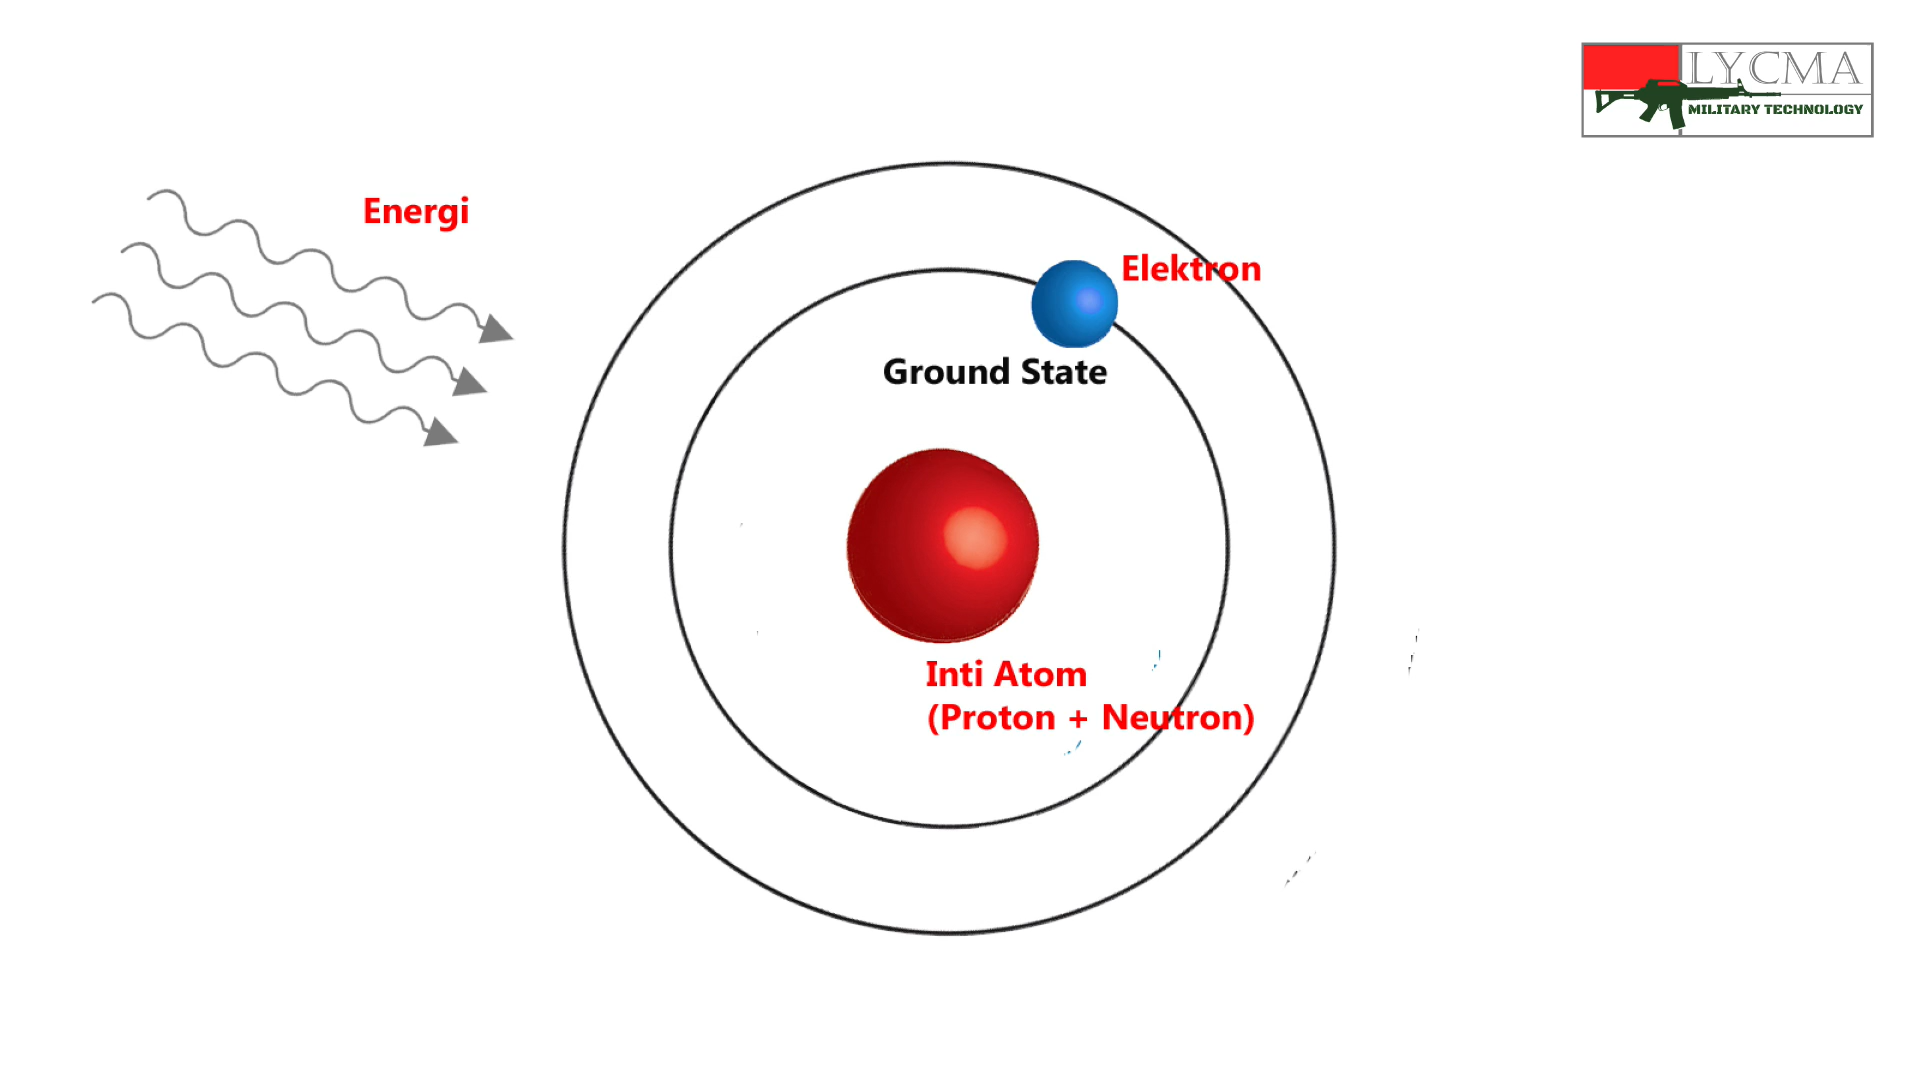 LYCMA
MILITARY TECHNOLOGY
Energi
Elektron
Ground State
Inti Atom
(Proton + Neutron)